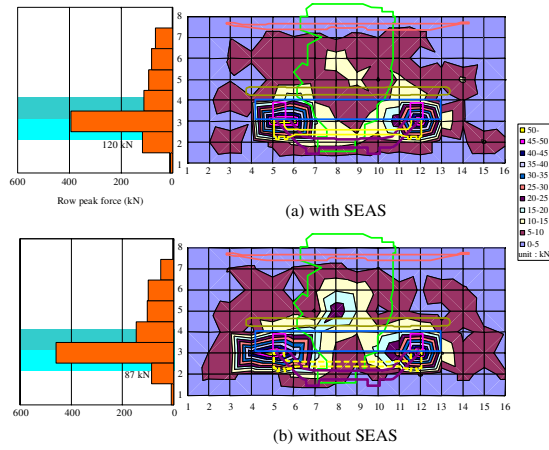 8
7
6
5
4
3
2
1
120 kN
600 400 200 0
Row peak force (kN)
1 2 3 4 5 6 7 8 9 10 11 12 13 14 15 16
(a) with SEAS
50-
45-50
40-45
35-40
30-35
25-30
20-25
15-20
10-15
5-10
0-5
unit : kN
8
7
6
5
4
3
2
1
87 kN
600 400 200 0
1 2 3 4 5 6 7 8 9 10 11 12 13 14 15 16
(b) without SEAS